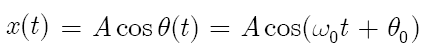 x(t) = A cos θ(t) = A cos(ω₀t + θ₀)